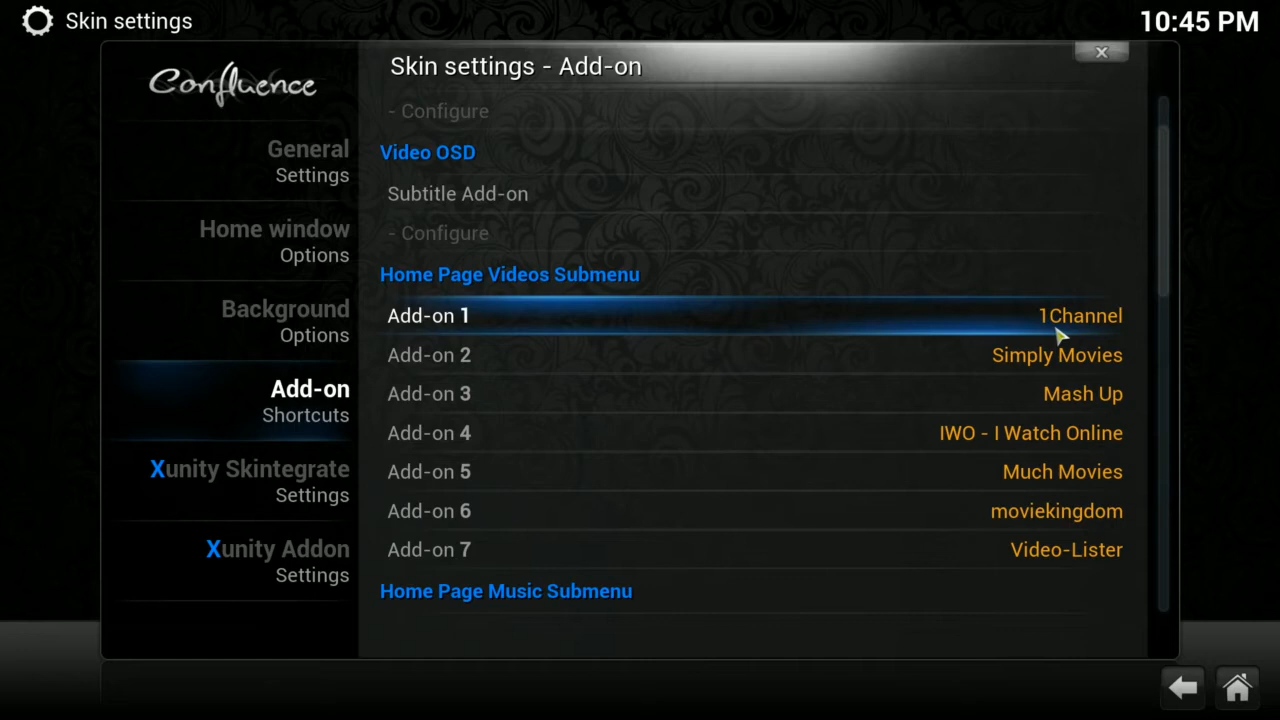 Skin settings
10:45 PM
Confluence
General
Settings
Home window
Options
Background
Options
Add-on
Shortcuts
Xunity Skintegrate
Settings
Xunity Addon
Settings
Skin settings - Add-on
- Configure
Video OSD
Subtitle Add-on
- Configure
Home Page Videos Submenu
Add-on 1 1Channel
Add-on 2 Simply Movies
Add-on 3 Mash Up
Add-on 4 IWO - I Watch Online
Add-on 5 Much Movies
Add-on 6 moviekingdom
Add-on 7 Video-Lister
Home Page Music Submenu